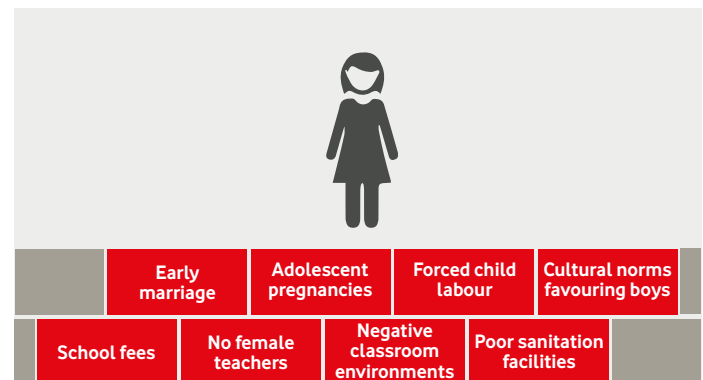 Early
marriage
Adolescent
pregnancies
Forced child
labour
Cultural norms
favouring boys
School fees
No female
teachers
Negative
classroom
environments
Poor sanitation
facilities